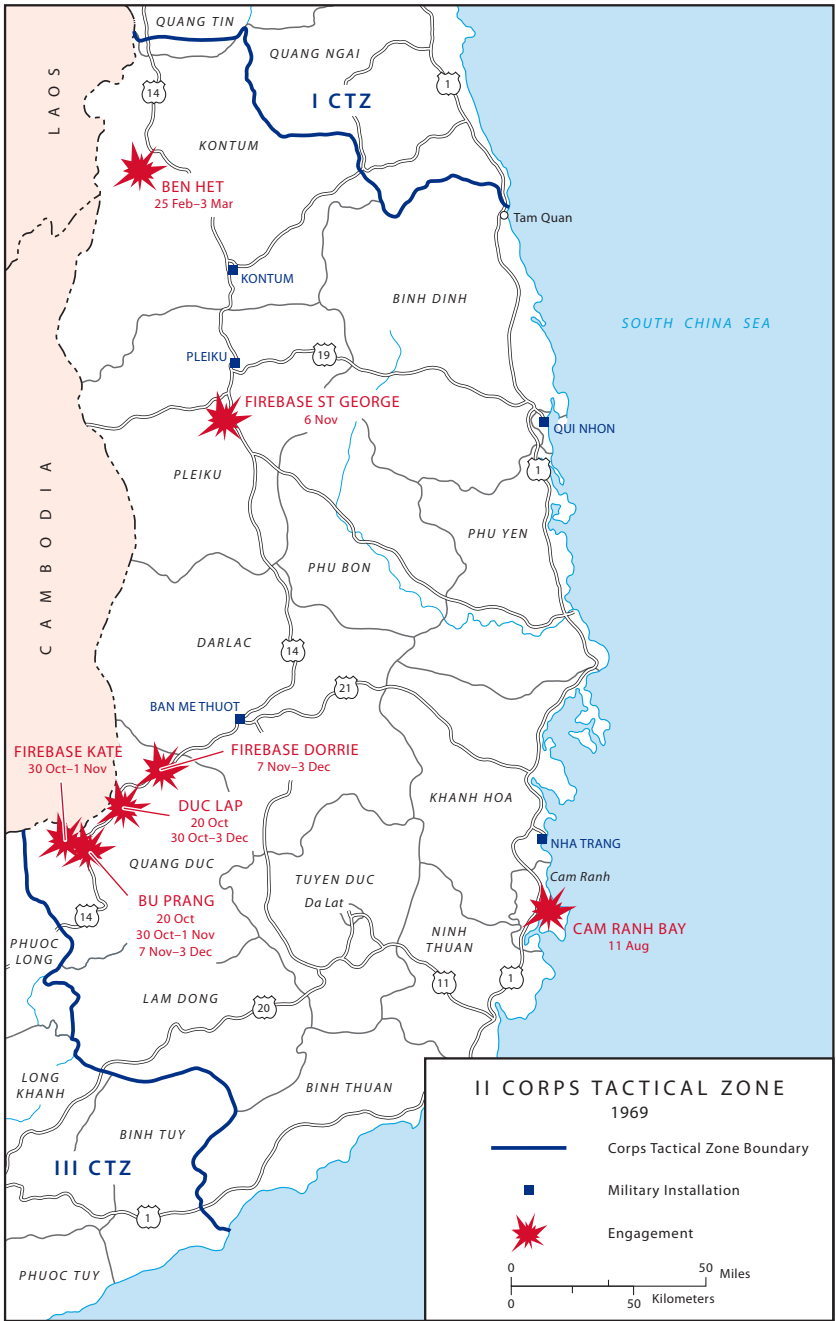 QUANG TIN
QUANG NGAI
LAOS
14
1
I CTZ
KONTUM
BEN HET
25 Feb–3 Mar
Tam Quan
KONTUM
BINH DINH
SOUTH CHINA SEA
PLEIKU
19
FIREBASE ST GEORGE
6 Nov
QUI NHON
1
PLEIKU
CAMBODIA
PHU YEN
PHU BON
DARLAC
14
21
BAN ME THUOT
FIREBASE KATE
30 Oct–1 Nov
FIREBASE DORRIE
7 Nov–3 Dec
DUC LAP
20 Oct
30 Oct–3 Dec
KHANH HOA
NHA TRANG
QUANG DUC
TUYEN DUC
Da Lat
Cam Ranh
BU PRANG
20 Oct
30 Oct–1 Nov
7 Nov–3 Dec
14
CAM RANH BAY
11 Aug
NINH
THUAN
PHUOC
LONG
11
1
LAM DONG
20
LONG
KHANH
BINH THUAN
BINH TUY
III CTZ
1
PHUOC TUY
II CORPS TACTICAL ZONE
1969
Corps Tactical Zone Boundary
Military Installation
Engagement
0 50
Miles
0 50
Kilometers